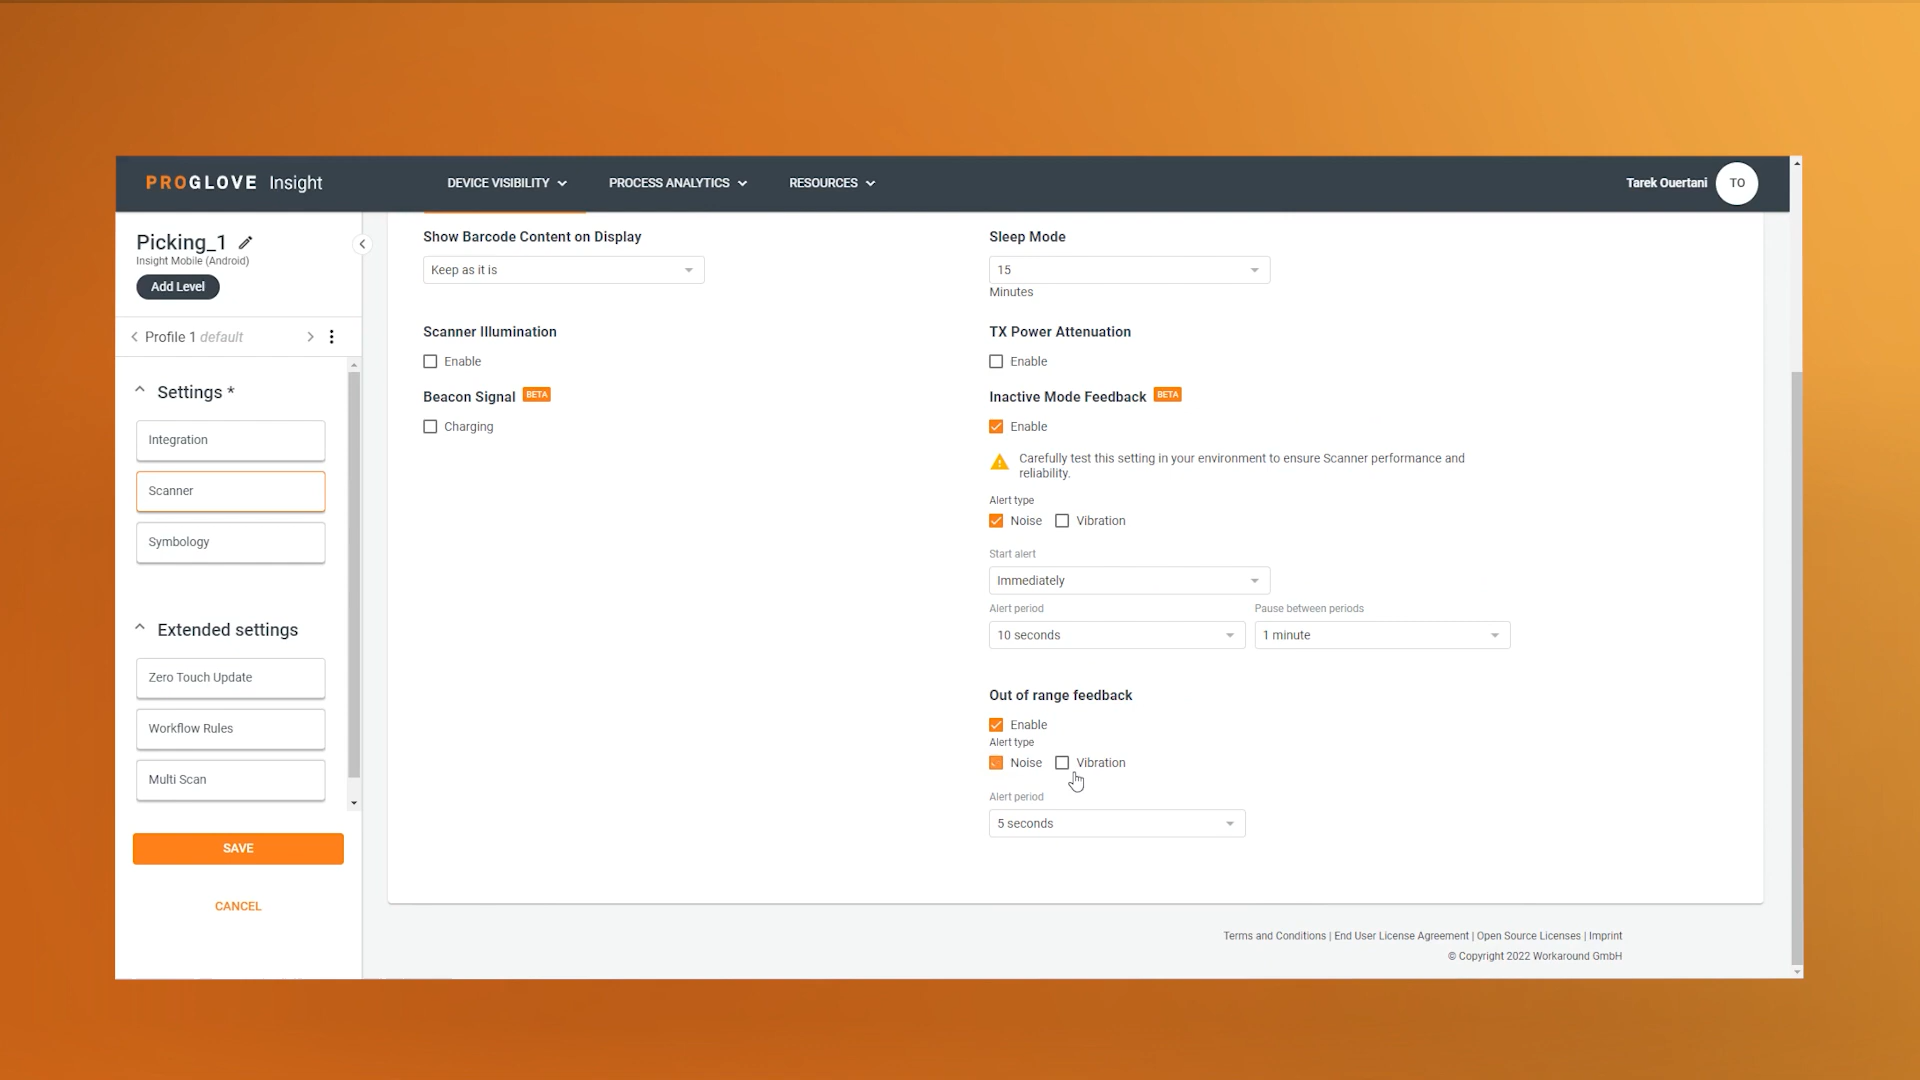 PROGLOVE Insight
DEVICE VISIBILITY
PROCESS ANALYTICS
RESOURCES
Tarek Ouertani
TO
Picking_1
Insight Mobile (Android)
Add Level
Profile 1 default
Settings *
Integration
Scanner
Symbology
Extended settings
Zero Touch Update
Workflow Rules
Multi Scan
SAVE
CANCEL
Show Barcode Content on Display
Keep as it is
Scanner Illumination
Enable
Beacon Signal BETA
Charging
Sleep Mode
15
Minutes
TX Power Attenuation
Enable
Inactive Mode Feedback BETA
Enable
Carefully test this setting in your environment to ensure Scanner performance and
reliability.
Alert type
Noise Vibration
Start alert
Immediately
Alert period Pause between periods
10 seconds 1 minute
Out of range feedback
Enable
Alert type
Noise Vibration
Alert period
5 seconds
Terms and Conditions | End User License Agreement | Open Source Licenses | Imprint
© Copyright 2022 Workaround GmbH